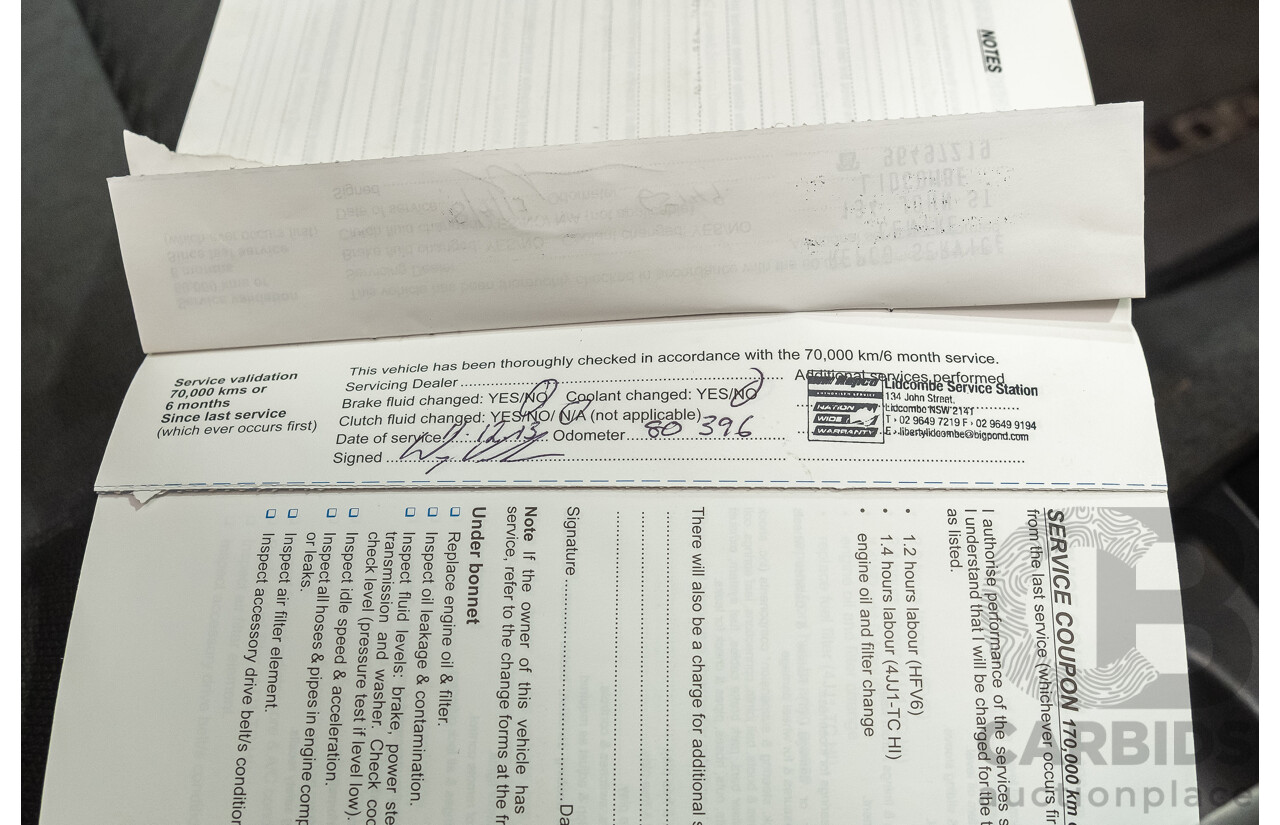 NOTES
Service validation
70,000 kms or
6 months
Since last service
(which ever occurs first)
This vehicle has been thoroughly checked in accordance with the 70,000 km/6 month service.
Servicing Dealer
Additional services performed
Brake fluid changed: YES/NO Coolant changed: YES/NO
Clutch fluid changed: YES/NO/ N/A (not applicable)
Date of service Odometer 80 396
Signed
NATION
WIDE
WARRANTY
Lidcombe Service Station
134 John Street,
Lidcombe NSW 2141
T 02 9649 7219 F 02 9649 9194
E libertylidcombe@bigpond.com
SERVICE COUPON 170,000 km
from the last service (whichever occurs fir
I authorise performance of the services s
I understand that I will be charged for the t
as listed.
• 1.2 hours labour (HFV6)
• 1.4 hours labour (4JJ1-TC HI)
• engine oil and filter change
There will also be a charge for additional s
Signature Da
Note If the owner of this vehicle has
service, refer to the change forms at the fr
Under bonnet
Replace engine oil & filter.
Inspect oil leakage & contamination.
Inspect fluid levels: brake, power ste
transmission and washer. Check coo
check level (pressure test if level low).
Inspect idle speed & acceleration.
Inspect all hoses & pipes in engine comp
or leaks.
Inspect air filter element.
Inspect accessory drive belt/s condition
CARBIDS
auctionplace